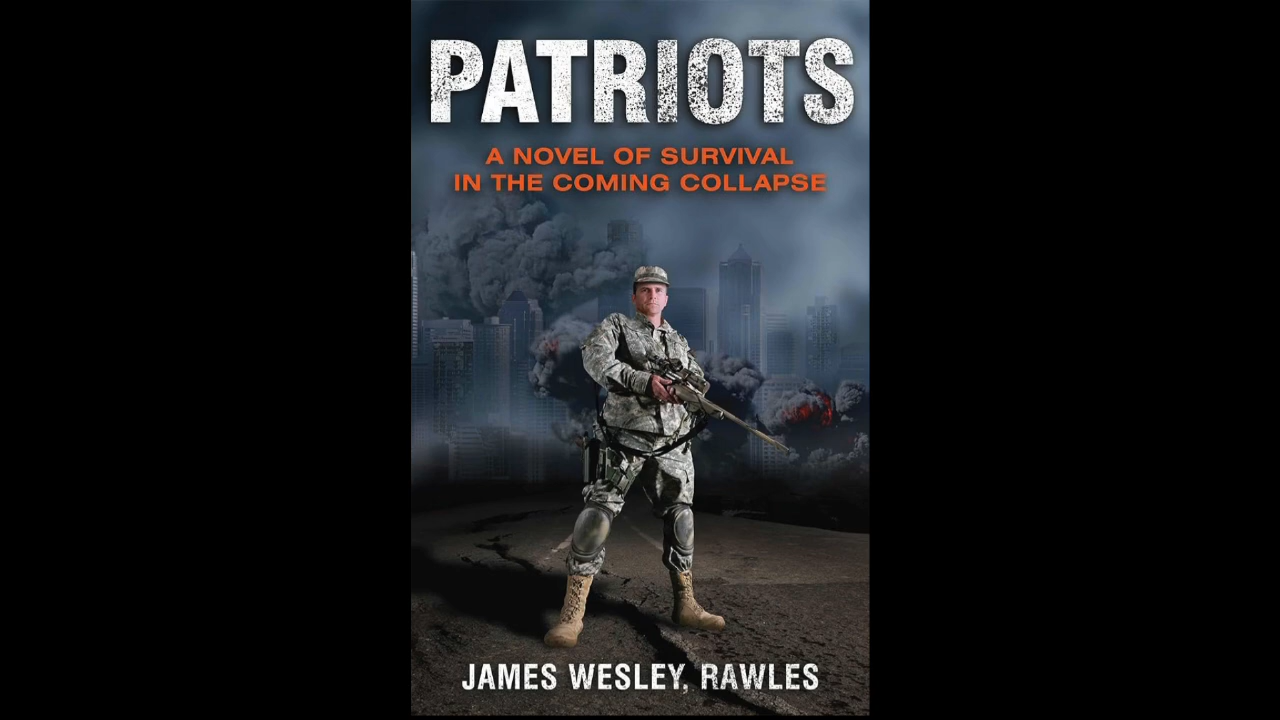 PATRIOTS
A NOVEL OF SURVIVAL
IN THE COMING COLLAPSE
JAMES WESLEY, RAWLES